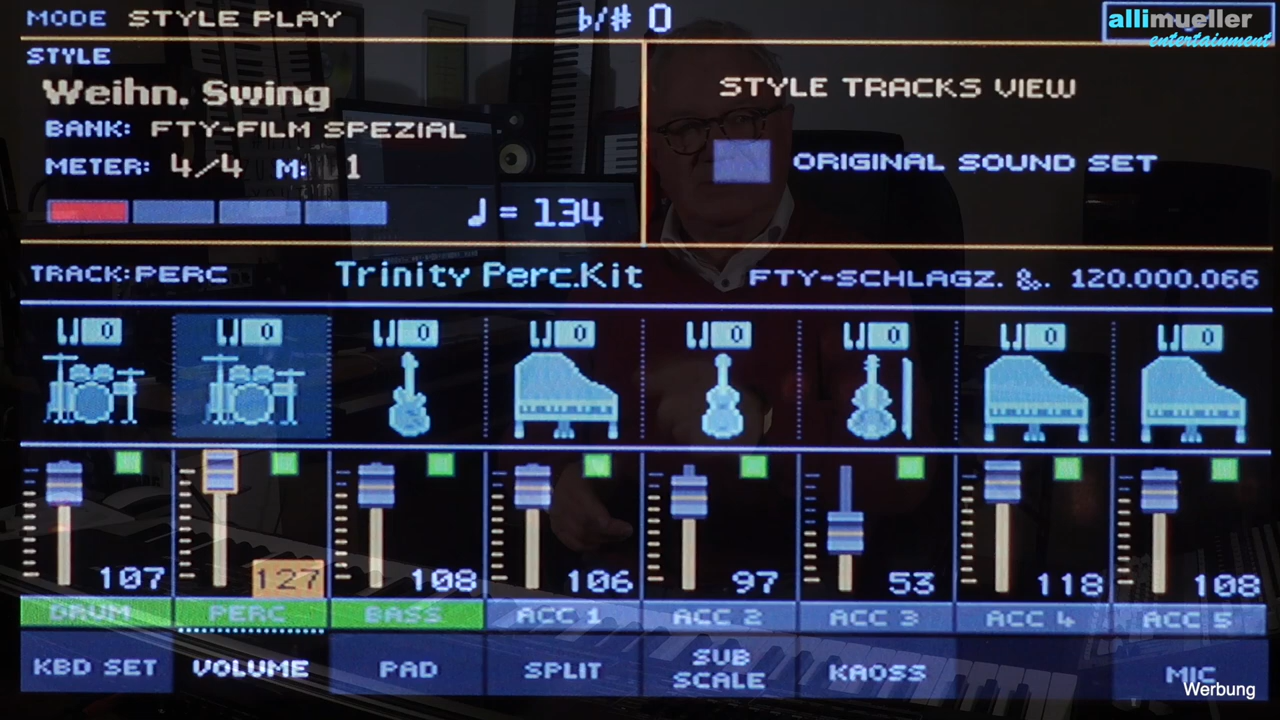 MODE STYLE PLAY
♭/# 0
allimueller
entertainment
STYLE
Weihn. Swing
BANK: FTY-FILM SPEZIAL
METER: 4/4 M: 1
♩= 134
STYLE TRACKS VIEW
ORIGINAL SOUND SET
TRACK:PERC Trinity Perc.Kit FTY-SCHLAGZ. &. 120.000.066
0 0 0 0 0 0 0 0
107 127 108 106 97 53 118 108
DRUM PERC BASS ACC 1 ACC 2 ACC 3 ACC 4 ACC 5
KBD SET VOLUME PAD SPLIT SUB SCALE KAOSS MIC
Werbung